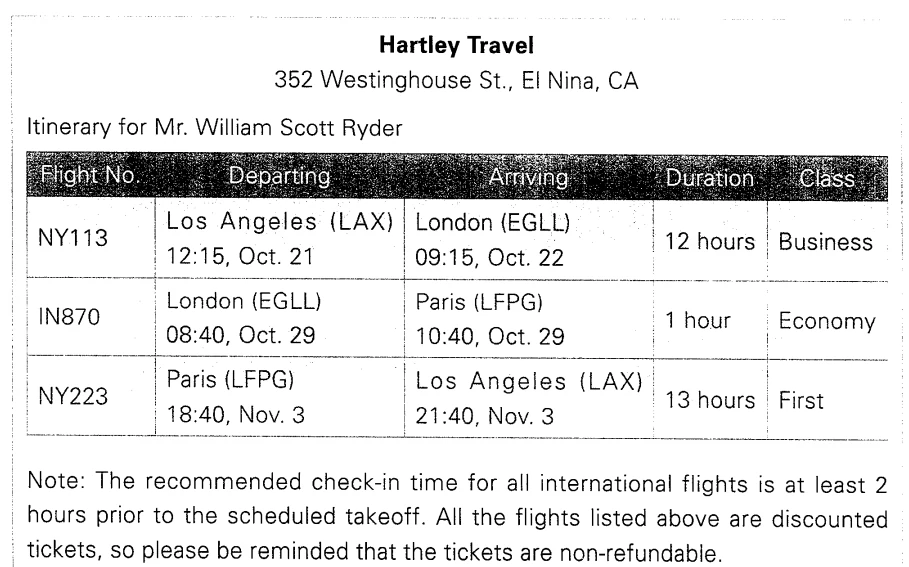 Hartley Travel
352 Westinghouse St., El Nina, CA
Itinerary for Mr. William Scott Ryder
Flight No. Departing Arriving Duration Class
NY113 Los Angeles (LAX) 12:15, Oct. 21 London (EGLL) 09:15, Oct. 22 12 hours Business
IN870 London (EGLL) 08:40, Oct. 29 Paris (LFPG) 10:40, Oct. 29 1 hour Economy
NY223 Paris (LFPG) 18:40, Nov. 3 Los Angeles (LAX) 21:40, Nov. 3 13 hours First
Note: The recommended check-in time for all international flights is at least 2
hours prior to the scheduled takeoff. All the flights listed above are discounted
tickets, so please be reminded that the tickets are non-refundable.